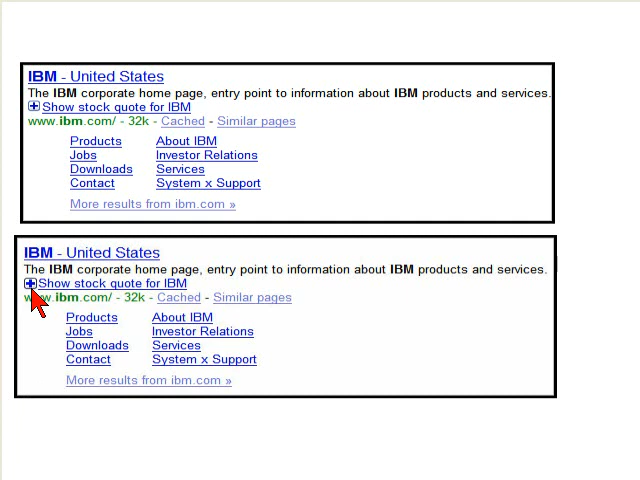 IBM - United States
The IBM corporate home page, entry point to information about IBM products and services.
Show stock quote for IBM
www.ibm.com/ - 32k - Cached - Similar pages
Products About IBM
Jobs Investor Relations
Downloads Services
Contact System x Support
More results from ibm.com »
IBM - United States
The IBM corporate home page, entry point to information about IBM products and services.
Show stock quote for IBM
www.ibm.com/ - 32k - Cached - Similar pages
Products About IBM
Jobs Investor Relations
Downloads Services
Contact System x Support
More results from ibm.com »